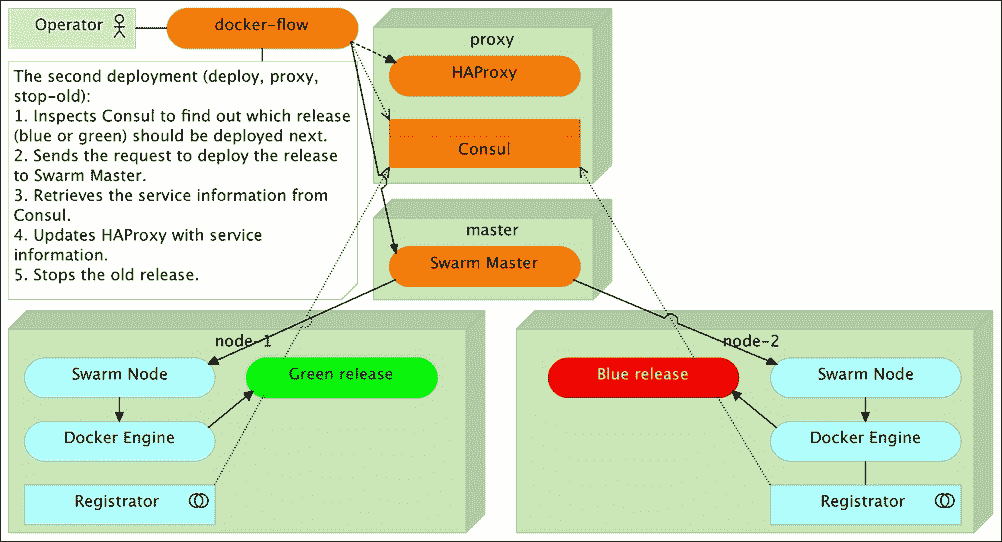 Operator
docker-flow
proxy
HAProxy
Consul
The second deployment (deploy, proxy,
stop-old):
1. Inspects Consul to find out which release
(blue or green) should be deployed next.
2. Sends the request to deploy the release
to Swarm Master.
3. Retrieves the service information from
Consul.
4. Updates HAProxy with service
information.
5. Stops the old release.
master
Swarm Master
node-1
Swarm Node
Green release
Docker Engine
Registrator
node-2
Blue release
Swarm Node
Docker Engine
Registrator